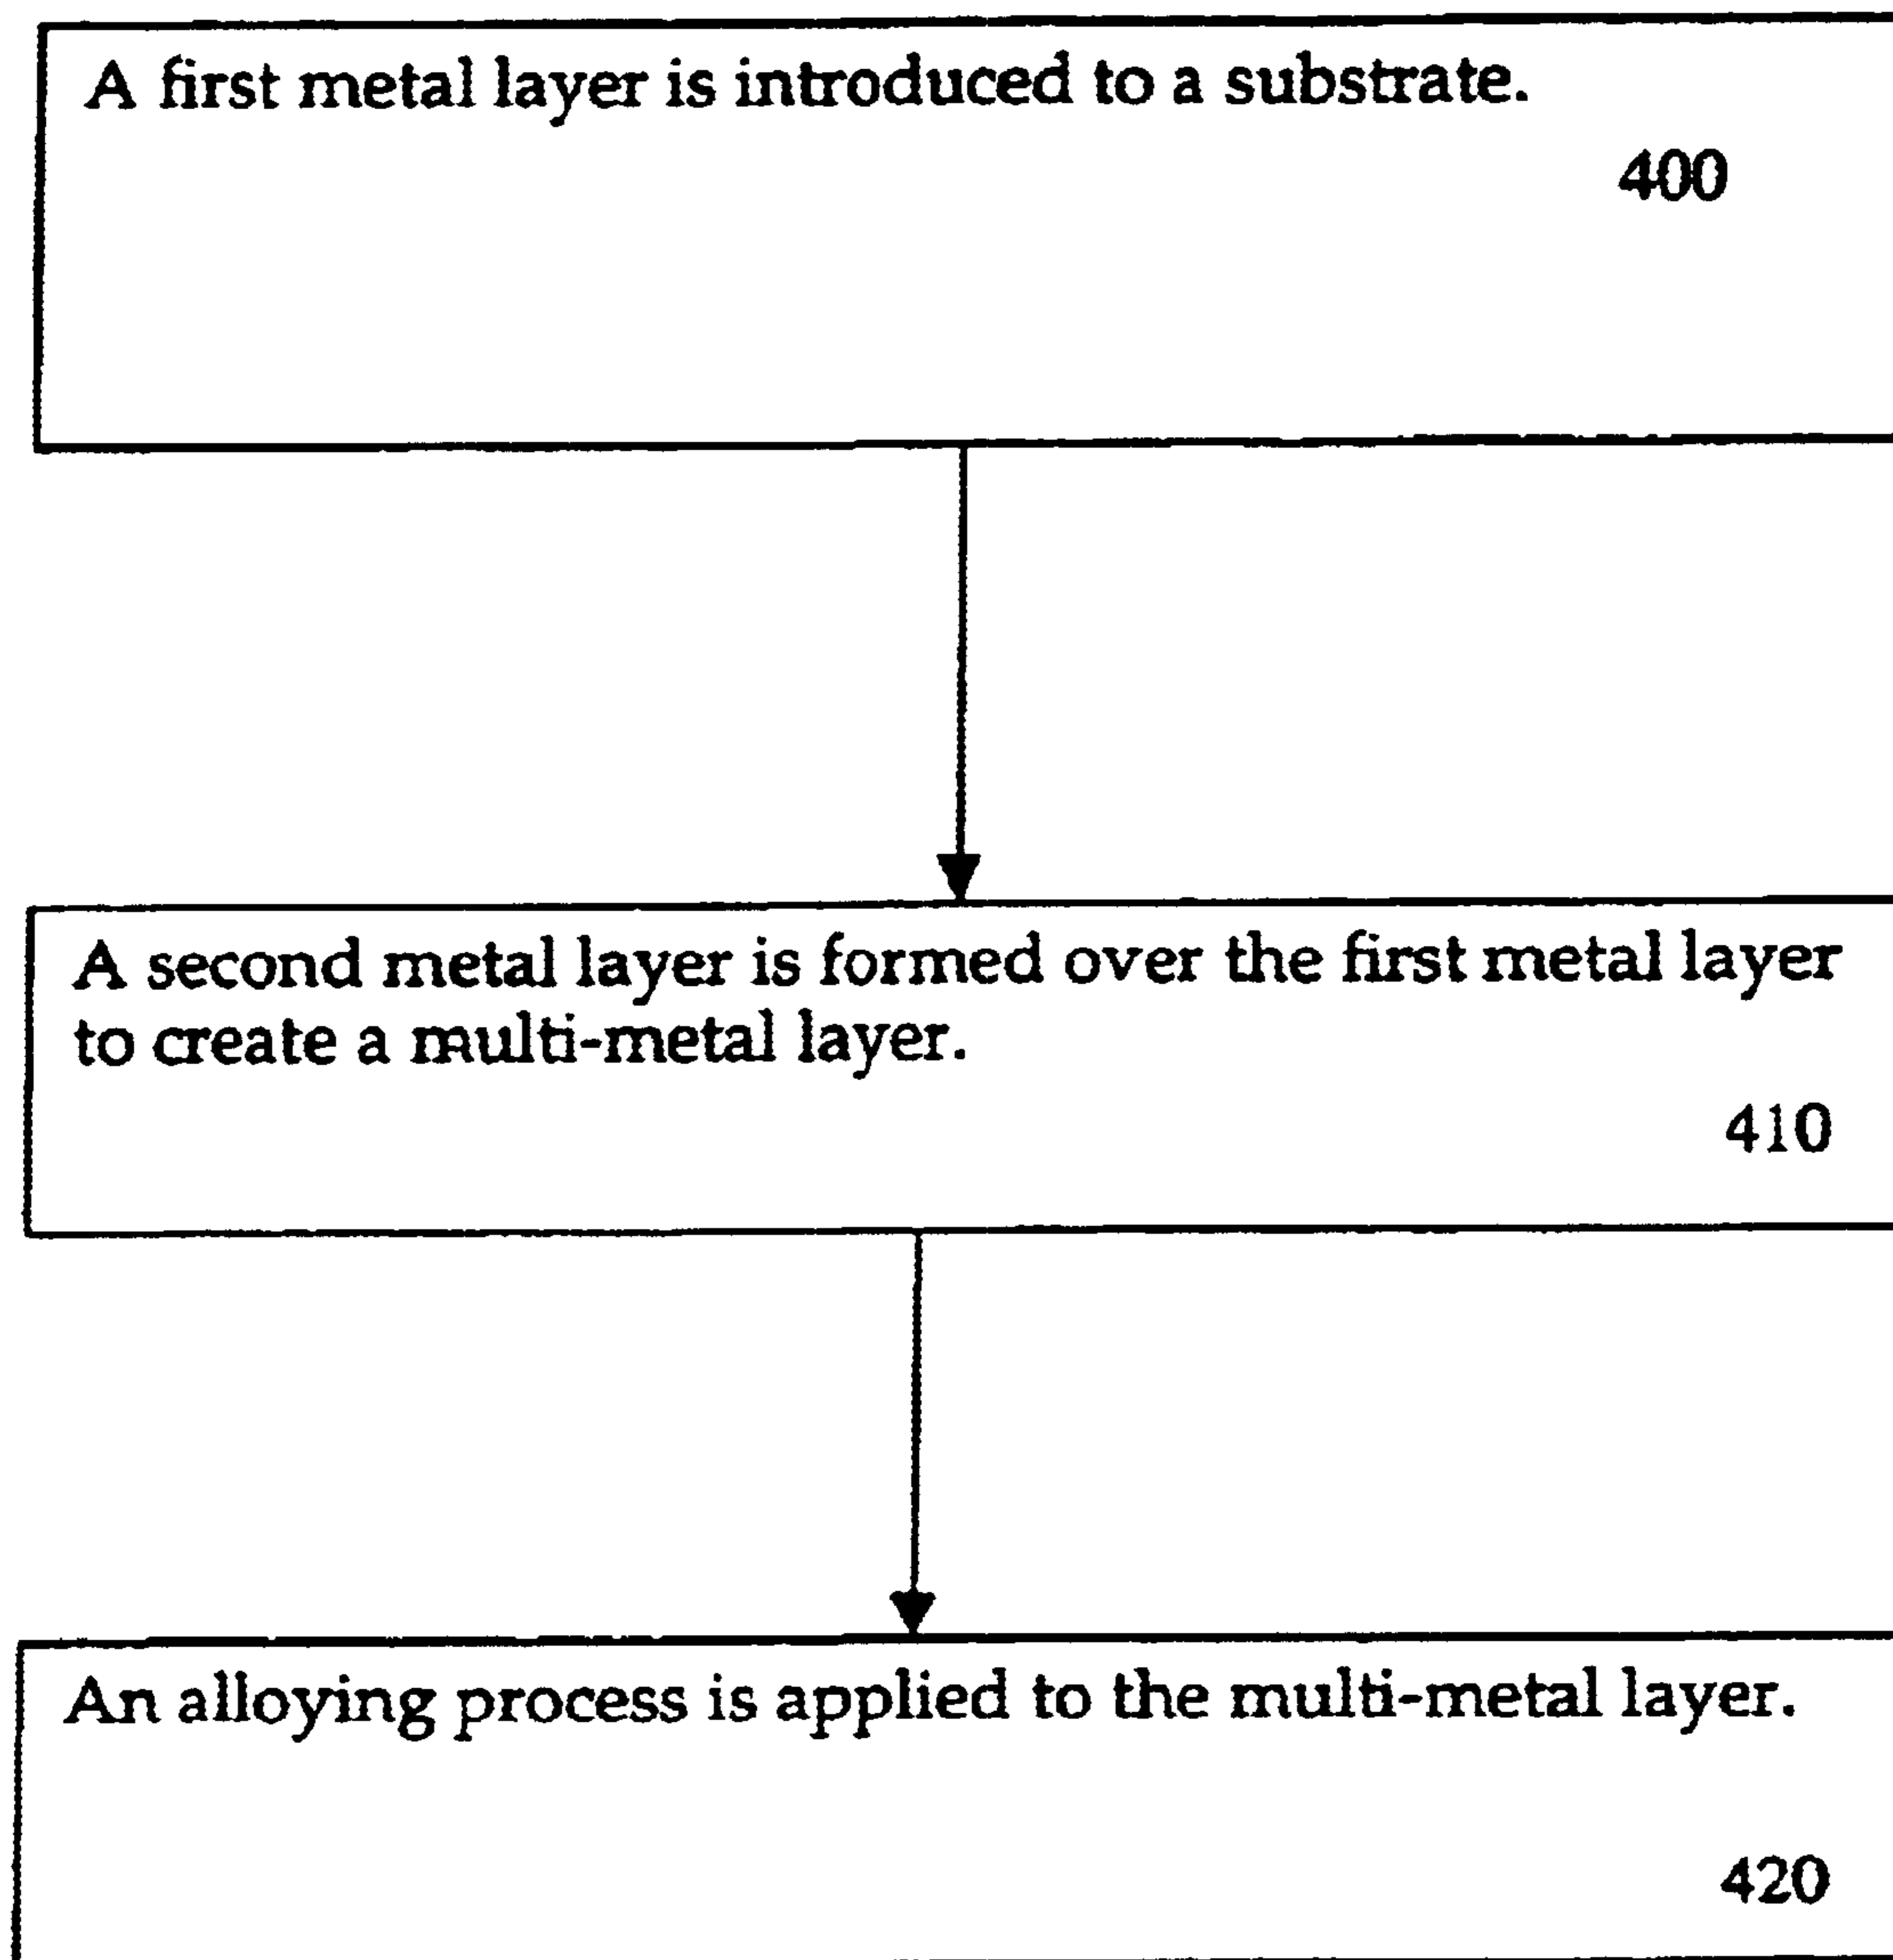 A first metal layer is introduced to a substrate.
400
A second metal layer is formed over the first metal layer
to create a multi-metal layer.
410
An alloying process is applied to the multi-metal layer.
420